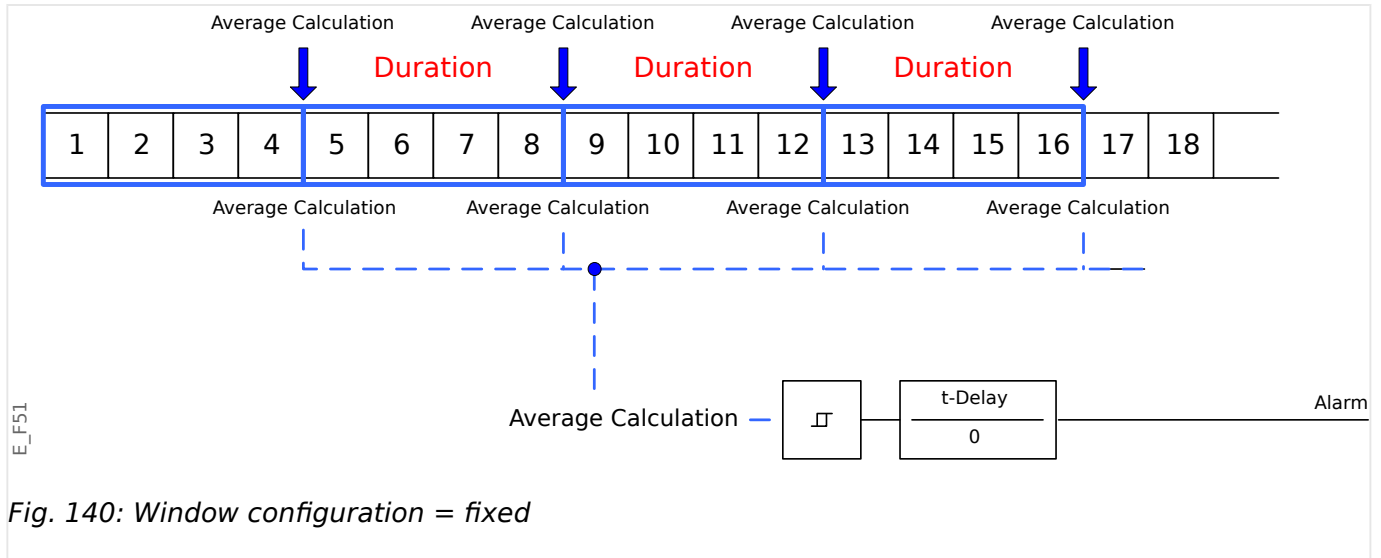 Average Calculation Average Calculation Average Calculation Average Calculation
Duration Duration Duration
1 2 3 4 5 6 7 8 9 10 11 12 13 14 15 16 17 18
Average Calculation Average Calculation Average Calculation Average Calculation
t-Delay
Alarm
Average Calculation
0
E_F51
Fig. 140: Window configuration = fixed